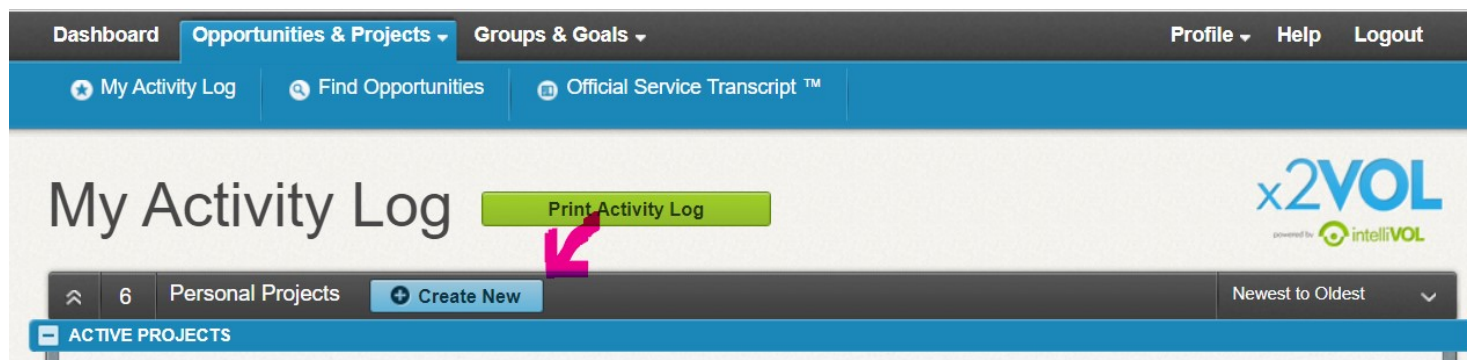 Dashboard Opportunities & Projects Groups & Goals Profile Help Logout
My Activity Log Find Opportunities Official Service Transcript ™
My Activity Log Print Activity Log
x2VOL
powered by intelliVOL
6 Personal Projects Create New Newest to Oldest
ACTIVE PROJECTS